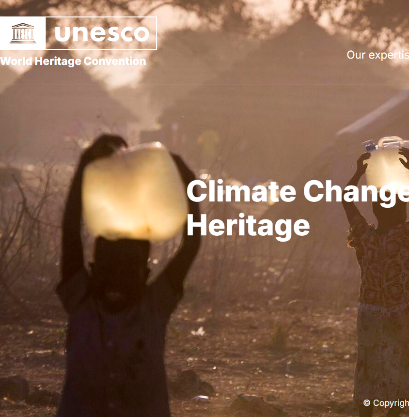 unesco
Our expertis
World Heritage Convention
Climate Change
Heritage
© Copyrigh